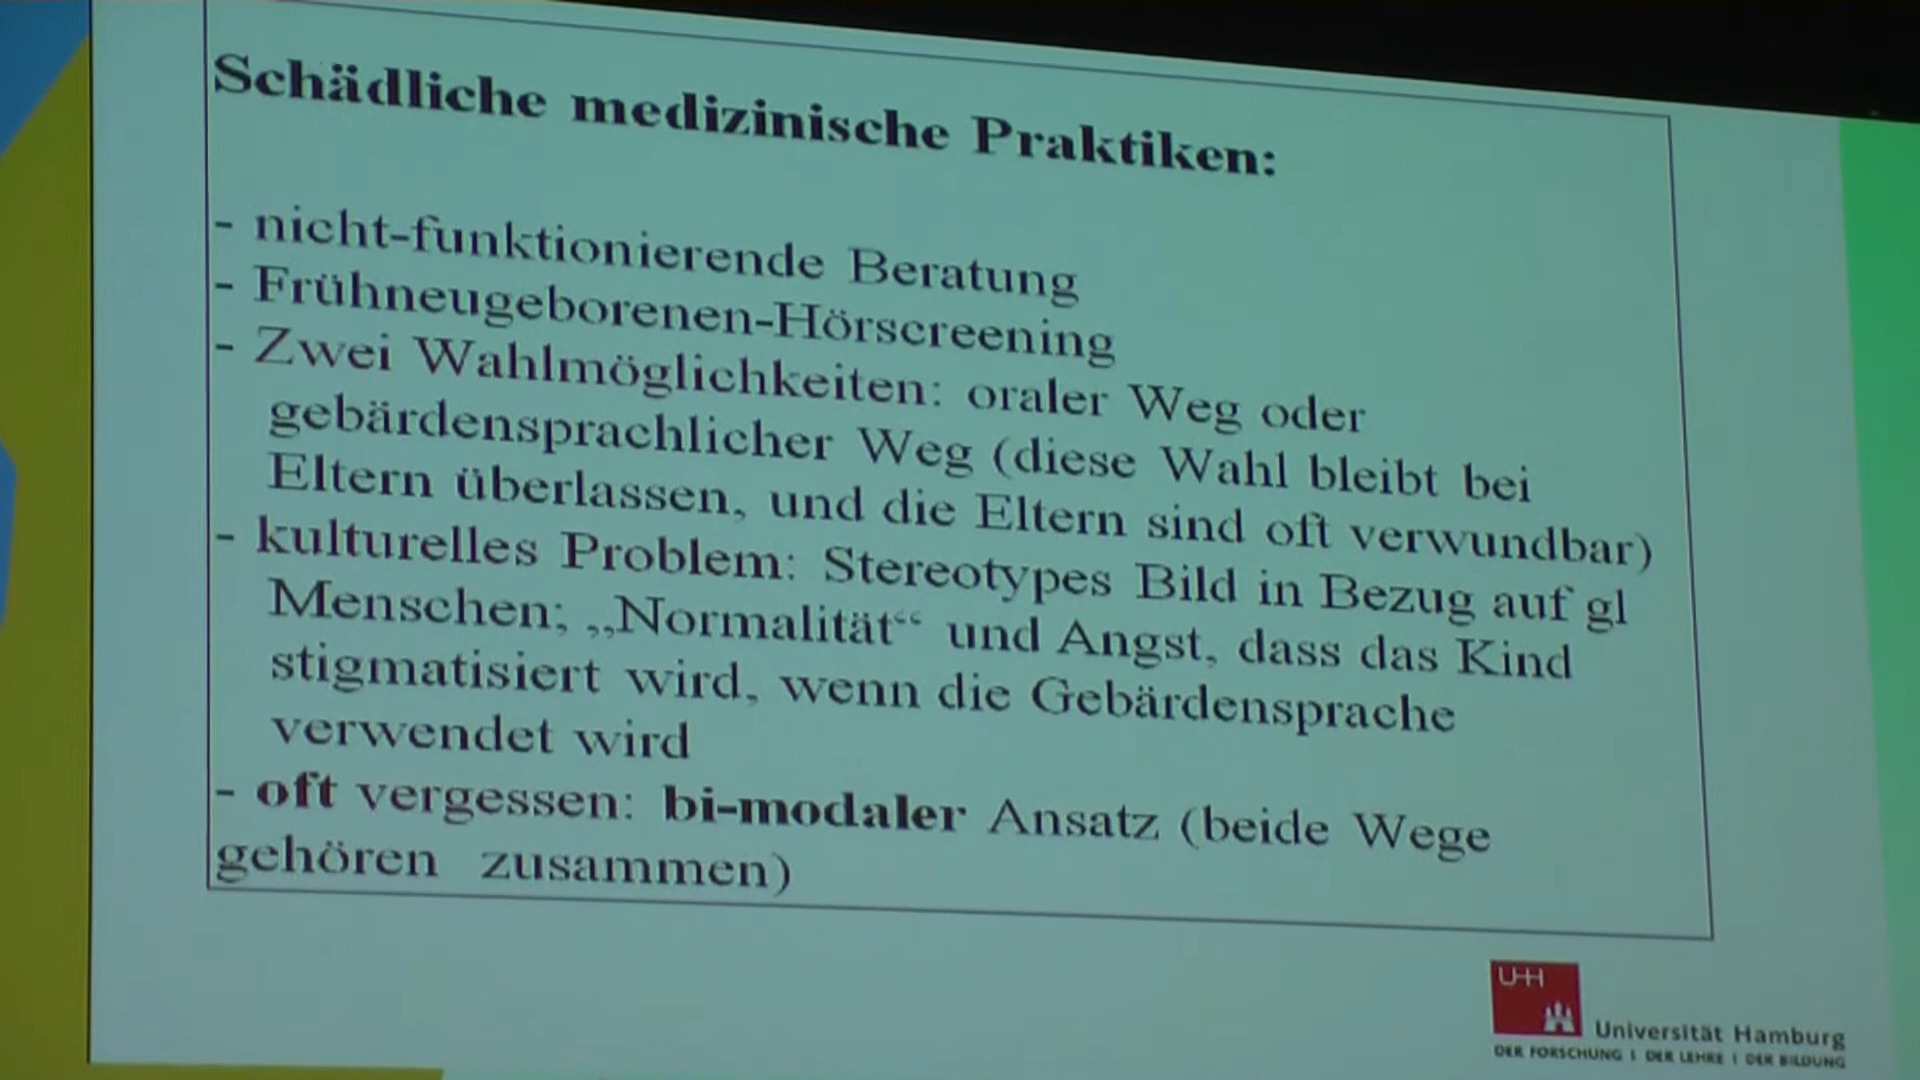 Schädliche medizinische Praktiken:
- nicht-funktionierende Beratung
- Frühneugeborenen-Hörscreening
- Zwei Wahlmöglichkeiten: oraler Weg oder
gebärdensprachlicher Weg (diese Wahl bleibt bei
Eltern überlassen, und die Eltern sind oft verwundbar)
- kulturelles Problem: Stereotypes Bild in Bezug auf gl
Menschen; „Normalität“ und Angst, dass das Kind
stigmatisiert wird, wenn die Gebärdensprache
verwendet wird
- oft vergessen: bi-modaler Ansatz (beide Wege
gehören zusammen)
UH
Universität Hamburg
DER FORSCHUNG | DER LEHRE | DER BILDUNG